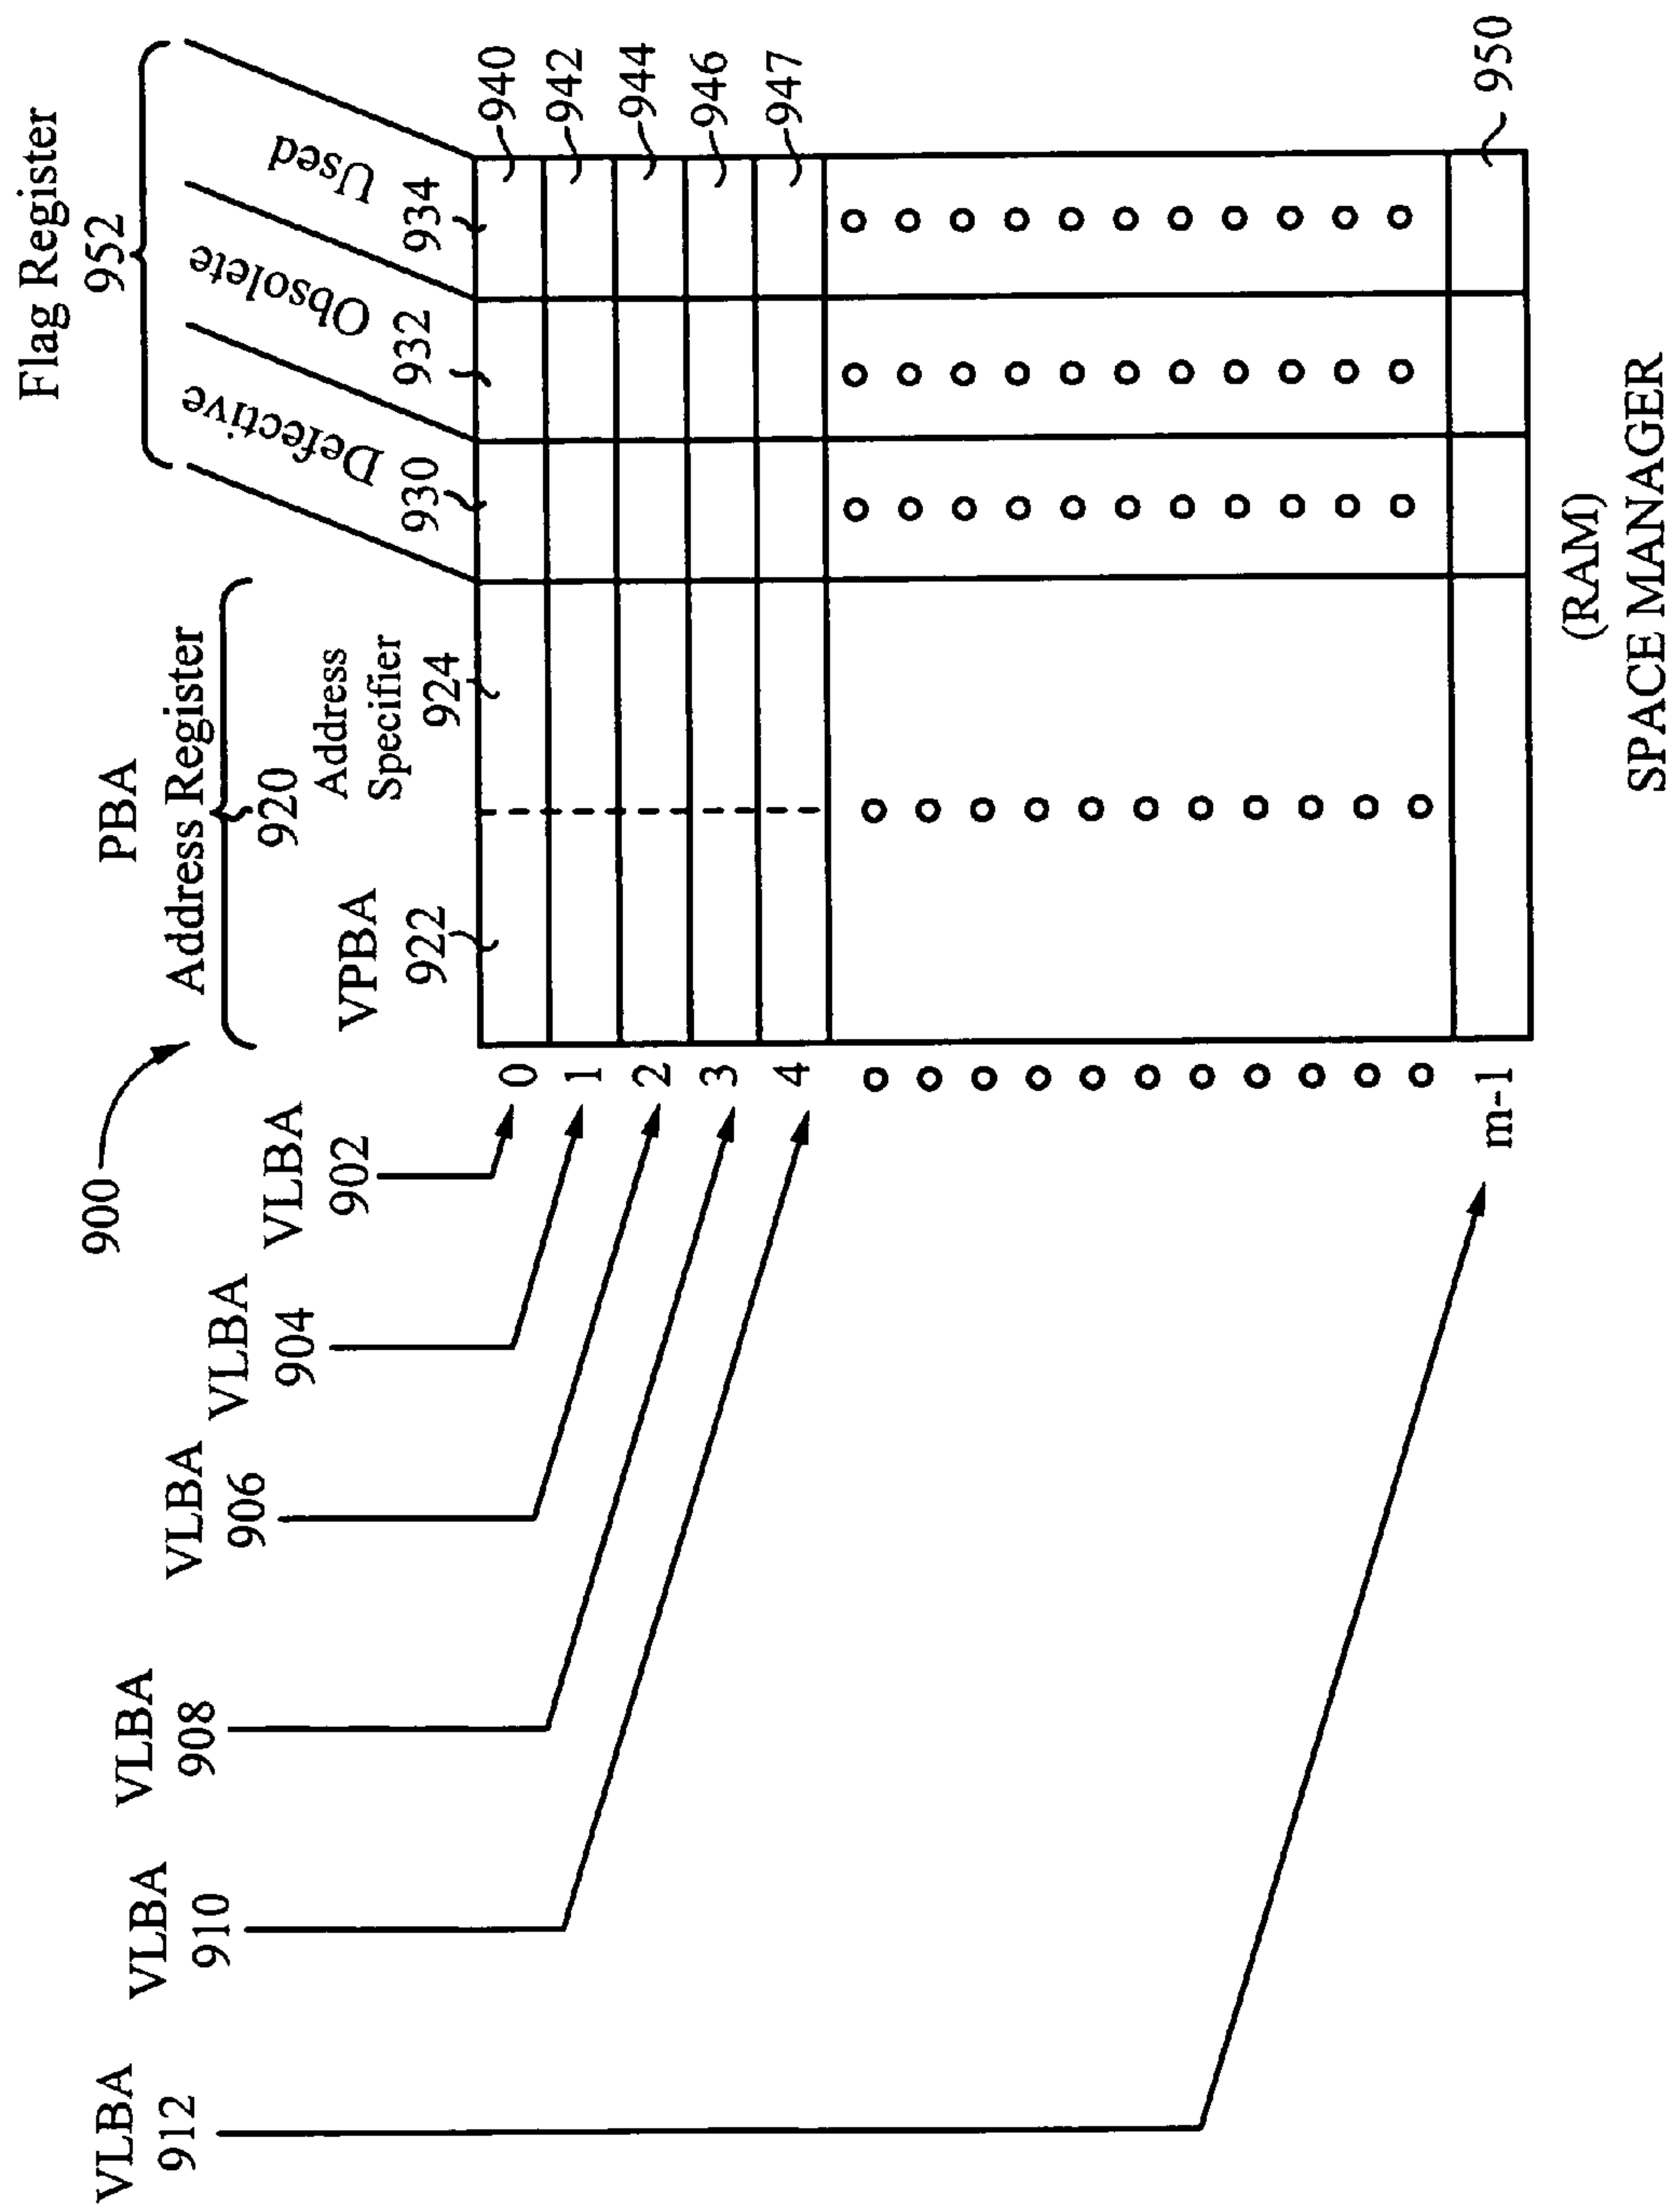 Flag Register
952
Defective
Obsolete
Used
930
932
934
PBA
Address Register
920
VPBA
922
Address
Specifier
924
900
VLBA
902
VLBA
904
VLBA
906
VLBA
908
VLBA
910
VLBA
912
0
1
2
3
4
m-1
940
942
944
946
947
950
(RAM)
SPACE MANAGER